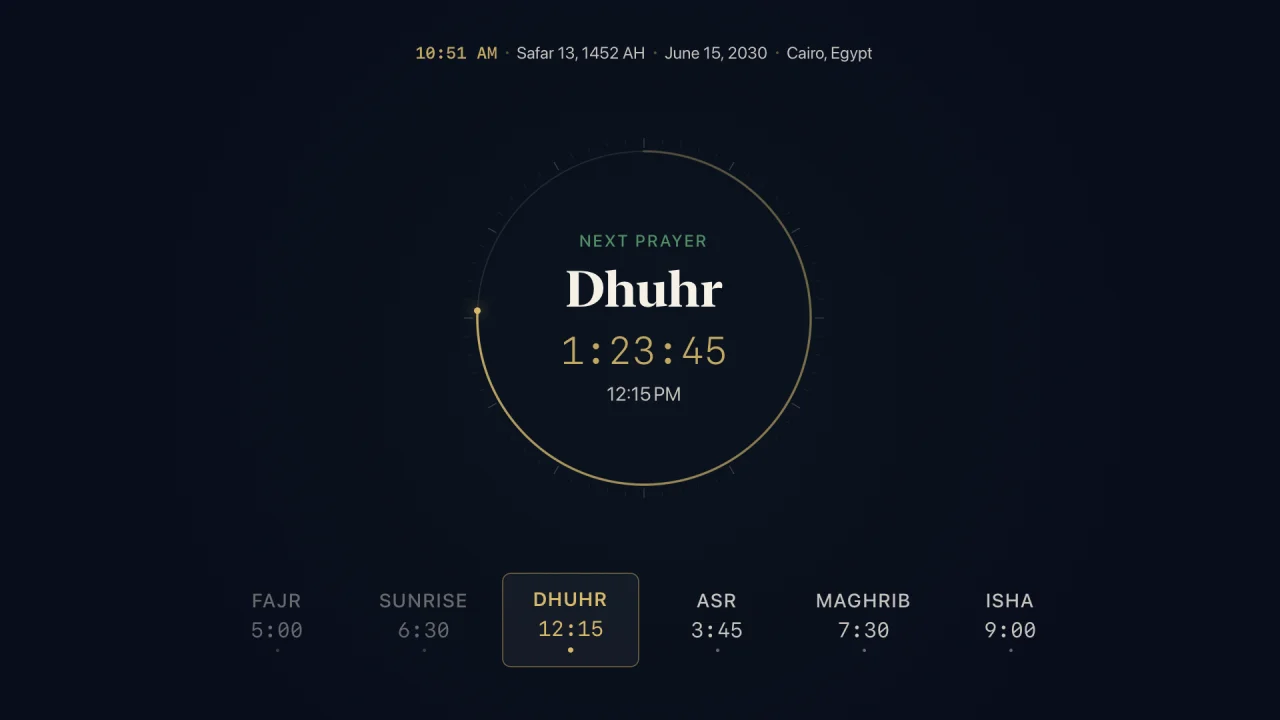 10:51 AM · Safar 13, 1452 AH · June 15, 2030 · Cairo, Egypt
NEXT PRAYER
Dhuhr
1:23:45
12:15 PM
FAJR SUNRISE DHUHR ASR MAGHRIB ISHA
5:00 6:30 12:15 3:45 7:30 9:00